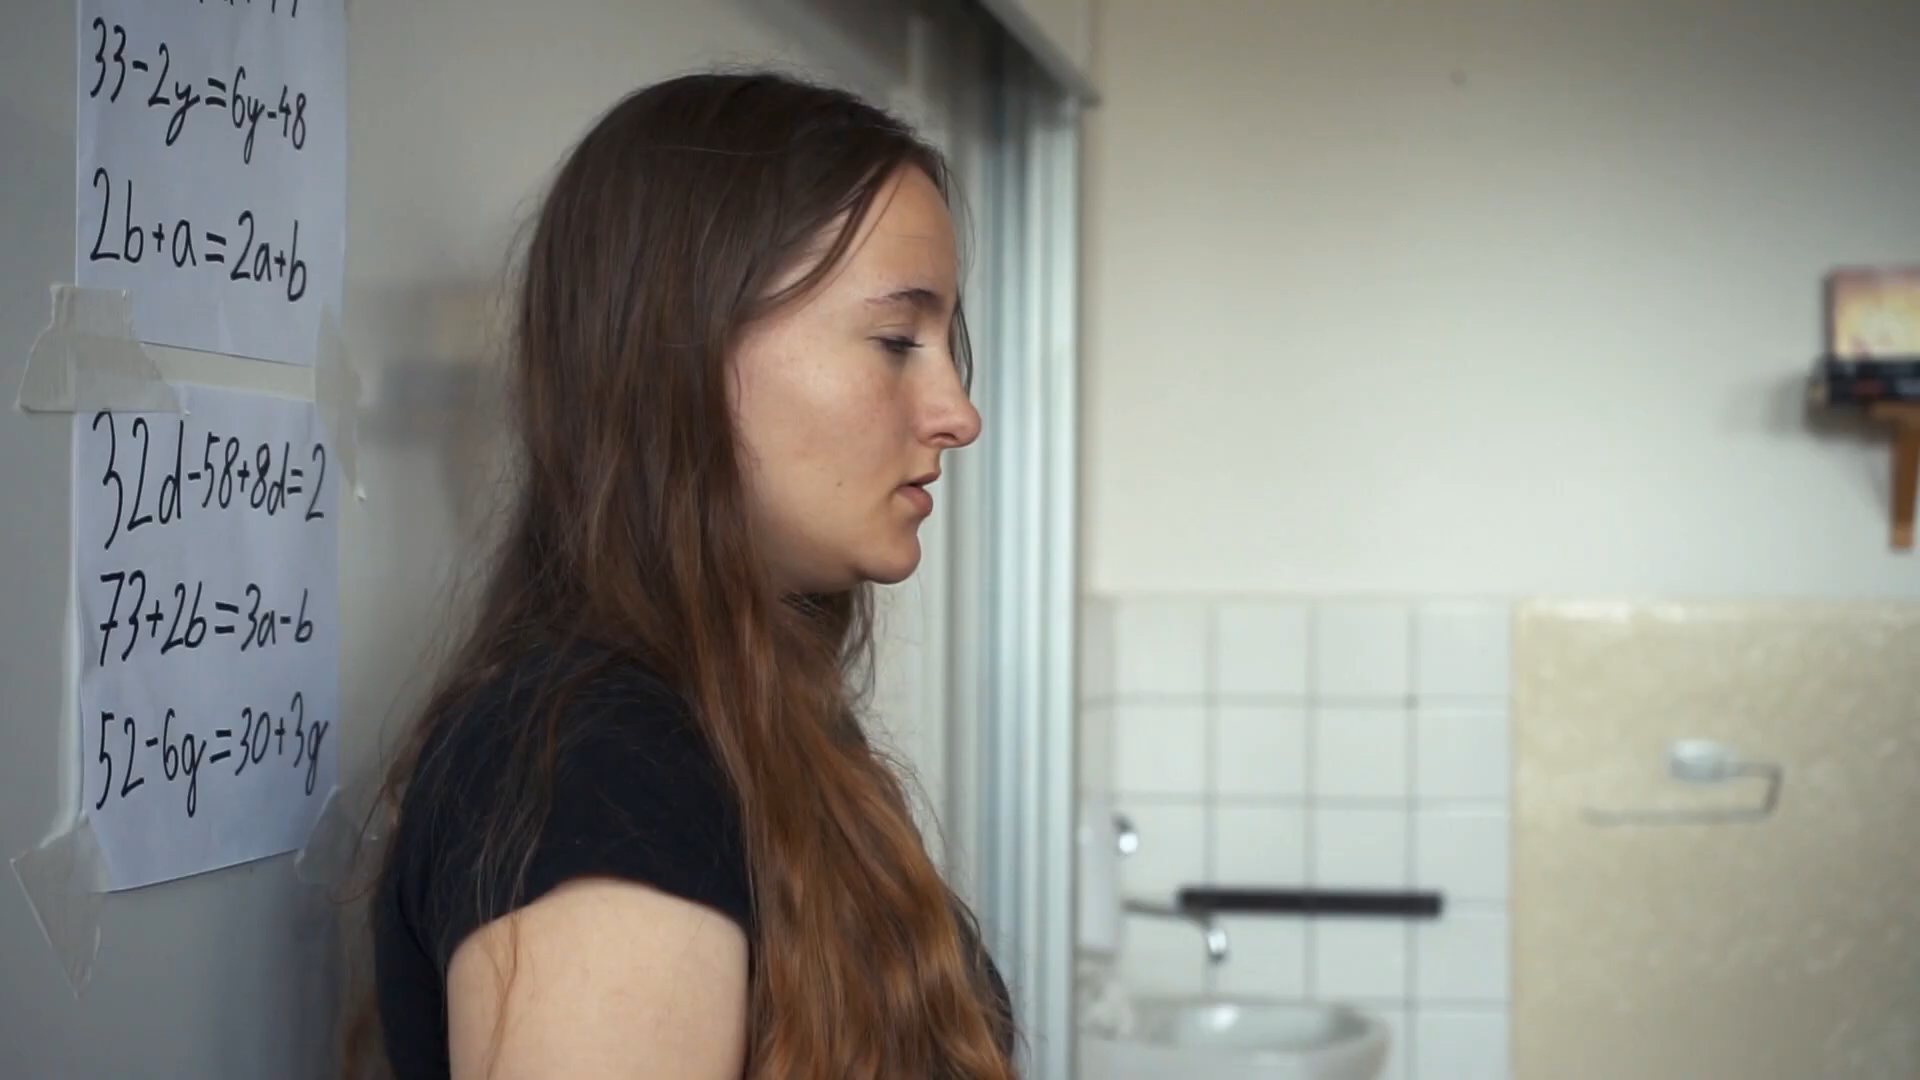 33-2y=6y-48
2b+a=2a+b
32d-58+8d=2
73+2b=3a-b
52-6g=30+3g